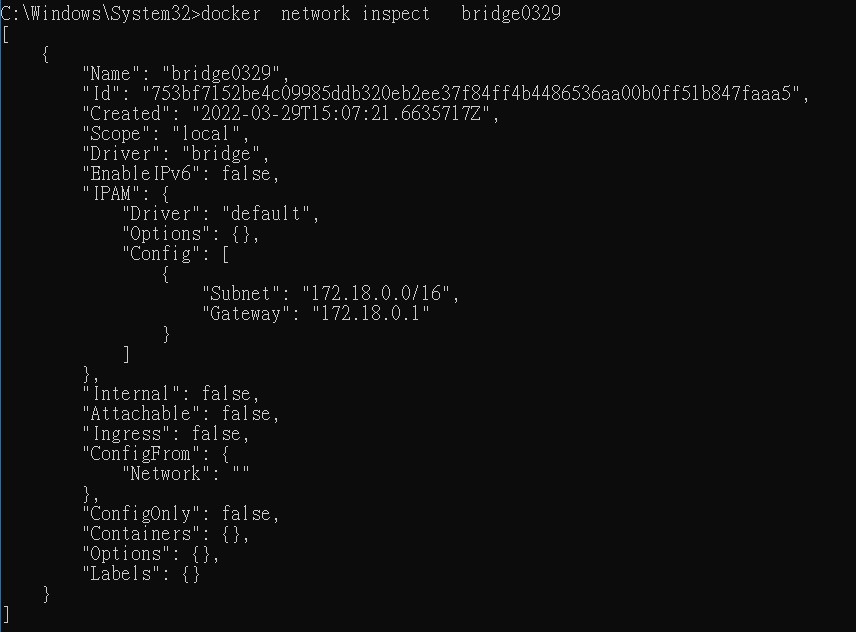 C:\Windows\System32>docker  network inspect   bridge0329
[
    {
        "Name": "bridge0329",
        "Id": "753bf7152be4c09985ddb320eb2ee37f84ff4b4486536aa00b0ff51b847faaa5",
        "Created": "2022-03-29T15:07:21.6635717Z",
        "Scope": "local",
        "Driver": "bridge",
        "EnableIPv6": false,
        "IPAM": {
            "Driver": "default",
            "Options": {},
            "Config": [
                {
                    "Subnet": "172.18.0.0/16",
                    "Gateway": "172.18.0.1"
                }
            ]
        },
        "Internal": false,
        "Attachable": false,
        "Ingress": false,
        "ConfigFrom": {
            "Network": ""
        },
        "ConfigOnly": false,
        "Containers": {},
        "Options": {},
        "Labels": {}
    }
]